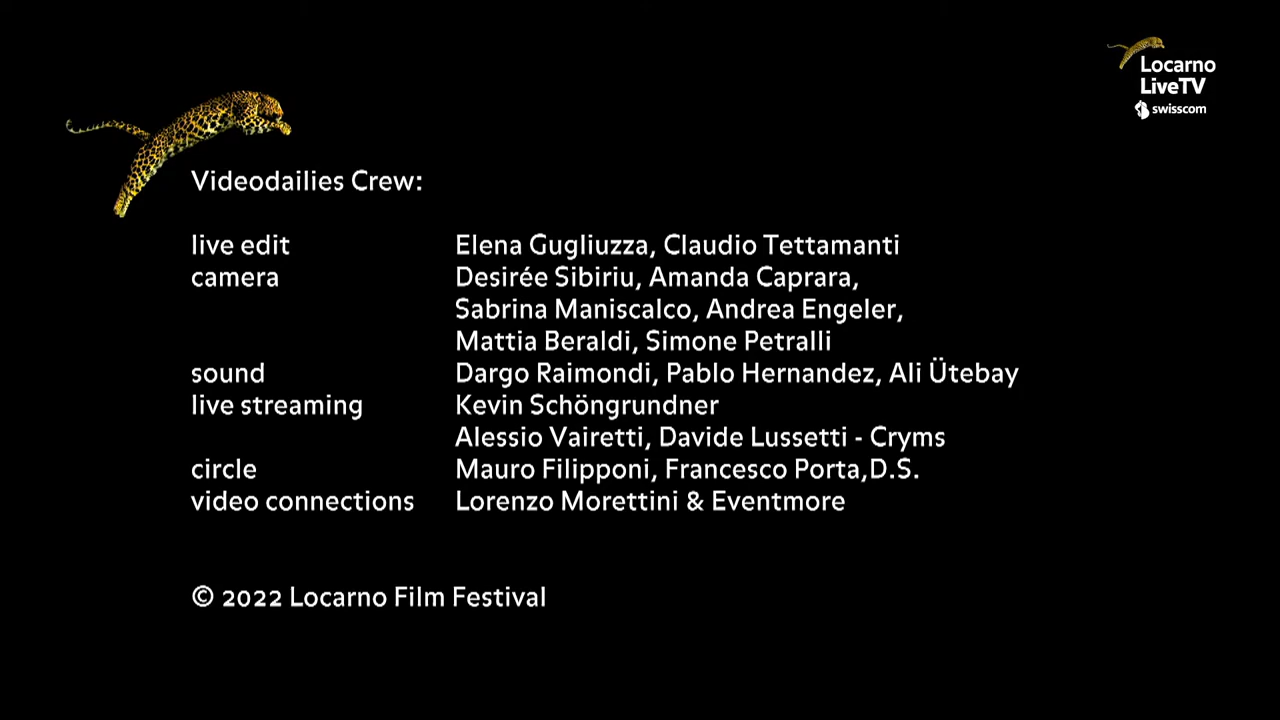 Locarno
LiveTV
swisscom
Videodailies Crew:
live edit Elena Gugliuzza, Claudio Tettamanti
camera Desirée Sibiriu, Amanda Caprara,
Sabrina Maniscalco, Andrea Engeler,
Mattia Beraldi, Simone Petralli
sound Dargo Raimondi, Pablo Hernandez, Ali Ütebay
live streaming Kevin Schöngrundner
Alessio Vairetti, Davide Lussetti - Cryms
circle Mauro Filipponi, Francesco Porta,D.S.
video connections Lorenzo Morettini & Eventmore
© 2022 Locarno Film Festival